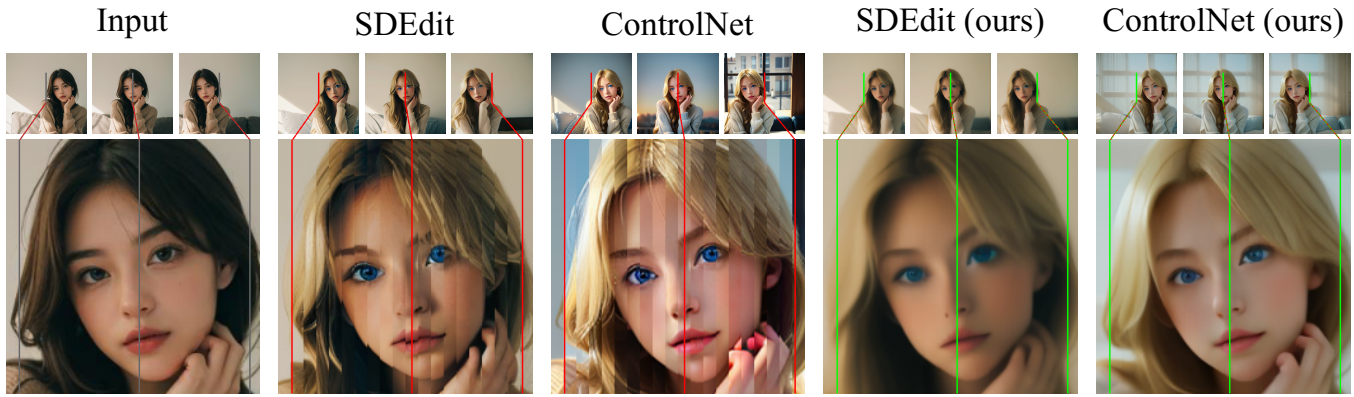 Input
SDEdit
ControlNet
SDEdit (ours)
ControlNet (ours)